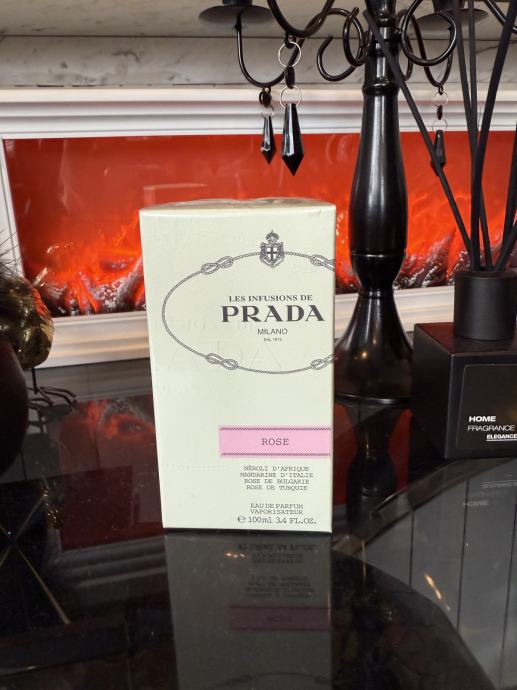 LES INFUSIONS DE
PRADA
MILANO
DAL 1913
ROSE
NÉROLI D'AFRIQUE
MANDARINE D'ITALIE
ROSE DE BULGARIE
ROSE DE TURQUIE
EAU DE PARFUM
VAPORISATEUR
℮ 100ml 3.4 FL.OZ.
HOME
FRAGRANCE
ELEGANCE